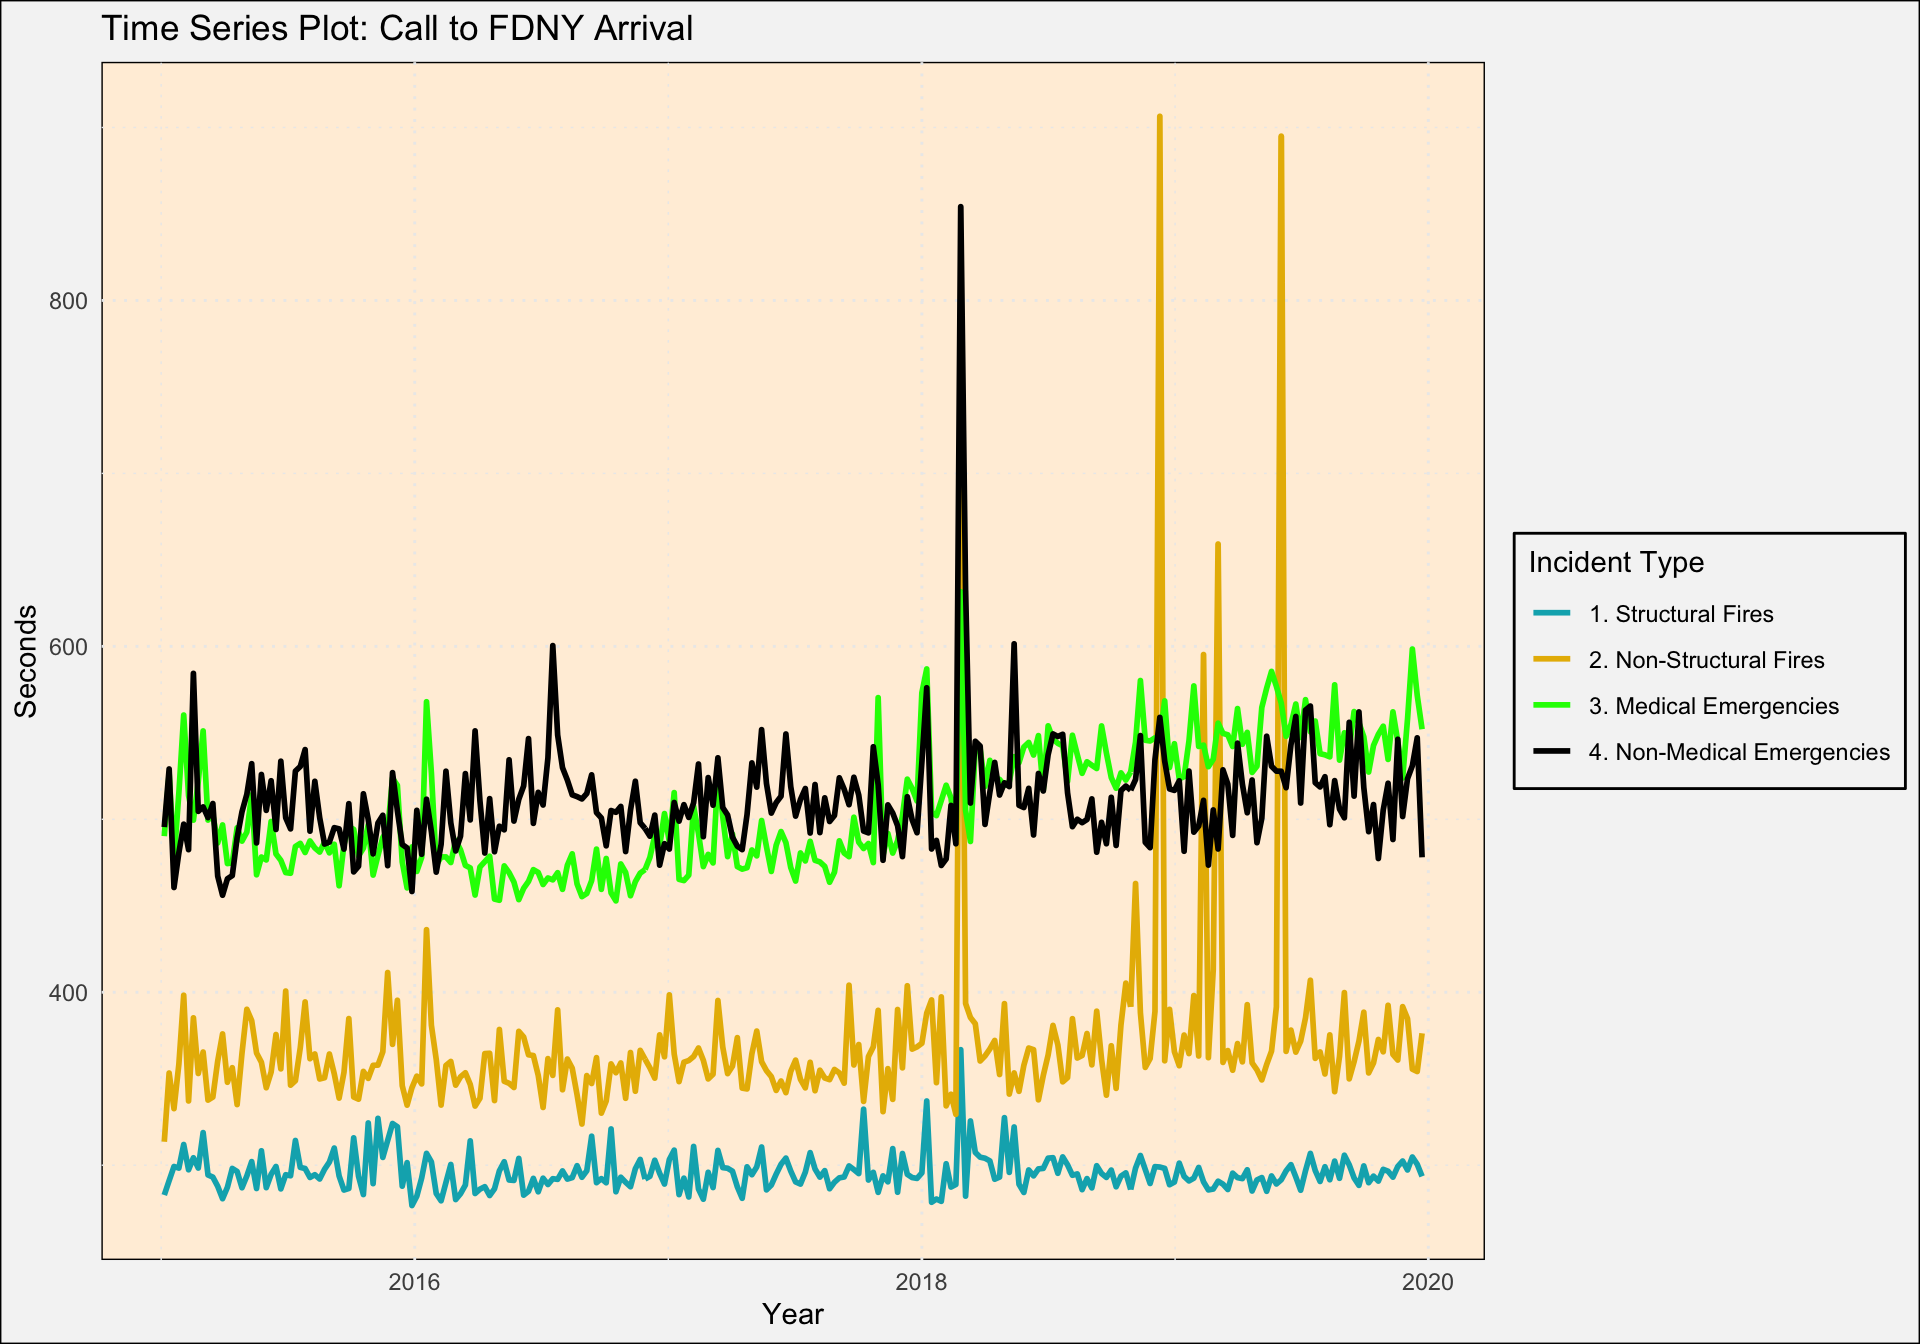 Time Series Plot: Call to FDNY Arrival
800
600
400
Seconds
2016
2018
2020
Year
Incident Type
1. Structural Fires
2. Non-Structural Fires
3. Medical Emergencies
4. Non-Medical Emergencies